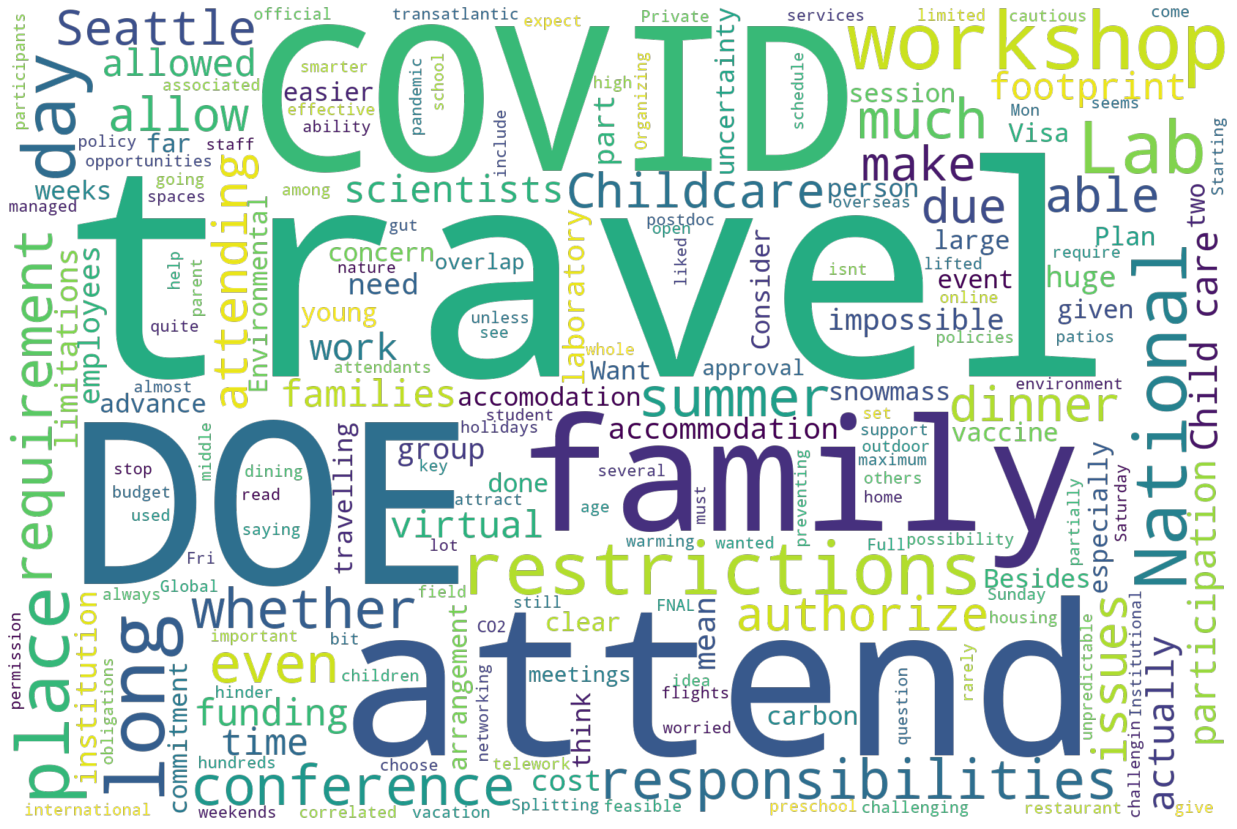 official
transatlantic
expect
Private
services
limited
cautious
come
Seattle
COVID
workshop
participants
day
allowed
smarter
associated
easier
effective
ability
pandemic
school
include
high
Organizing
part
uncertainty
schedule
session
footprint
seems
Mon
Visa
much
allow
policy
far
staff
opportunities
Lab
make
Starting
weeks
going
spaces
among
scientists
Childcare
person
overseas
due
able
two
managed
attending
Environmental
travel
gut
postdoc
open
large
Plan
require
concern
overlap
nature
need
help
parent
laboratory
liked
Consider
isnt
lifted
event
huge
online
given
quite
young
unless
see
impossible
policies
patios
requirement
limitations
employees
work
whole
attendants
Want
approval
National
Child care
almost
advance
families
accomodation
summer
snowmass
environment
dinner
student
holidays
accommodation
set
support
outdoor
maximum
vaccine
DOE
family
group
key
several
others
home
stop
middle
dining
budget
read
used
saying
travelling
done
attract
age
must
preventing
especially
Saturday
participation
virtual
lot
warming
wanted
Full
possibility
partially
Fri
restrictions
Besides
always
Global
field
Sunday
place
long
whether
still
FNAL
authorize
housing
important
bit
CO2
clear
mean
attend
issues
Institutional
permission
institution
even
arrangement
children
meetings
idea
rarely
unpredictable
obligations
commitment
hinder
funding
networking
think
flights
carbon
question
actually
time
worried
hundreds
choose
telework
cost
responsibilities
challengin
conference
international
weekends
correlated
vacation
Splitting
feasible
preschool
challenging
restaurant
give